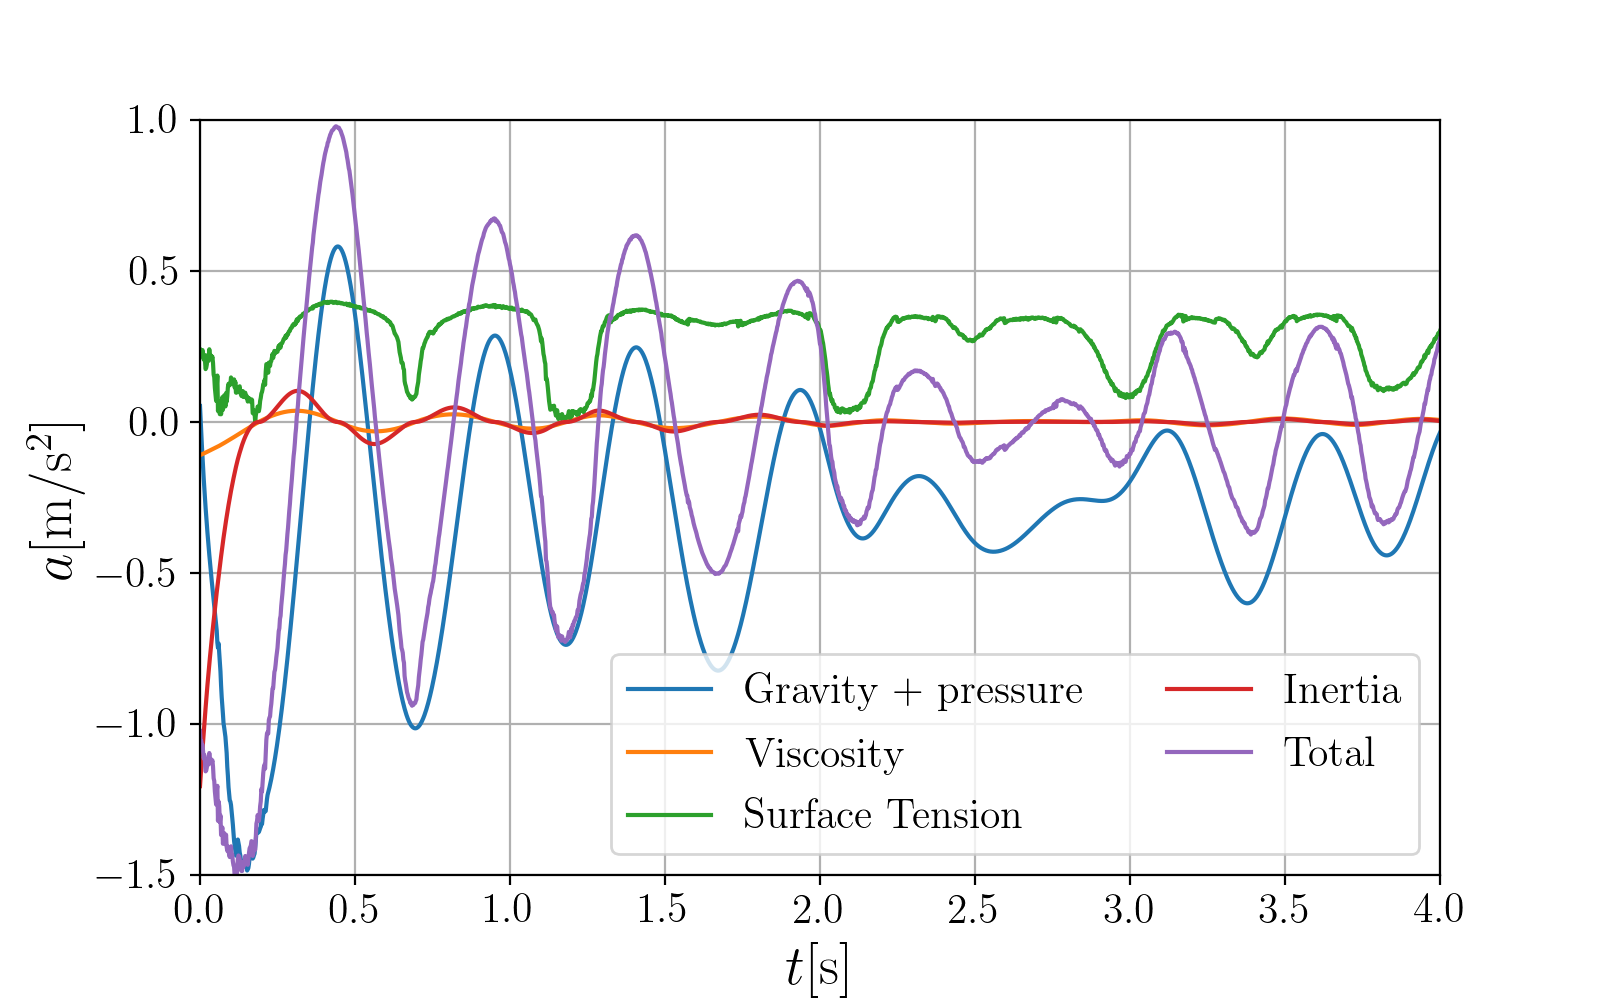 1.0
0.5
0.0
−0.5
−1.0
−1.5
a[m/s²]
0.0 0.5 1.0 1.5 2.0 2.5 3.0 3.5 4.0
t[s]
Gravity + pressure
Viscosity
Surface Tension
Inertia
Total